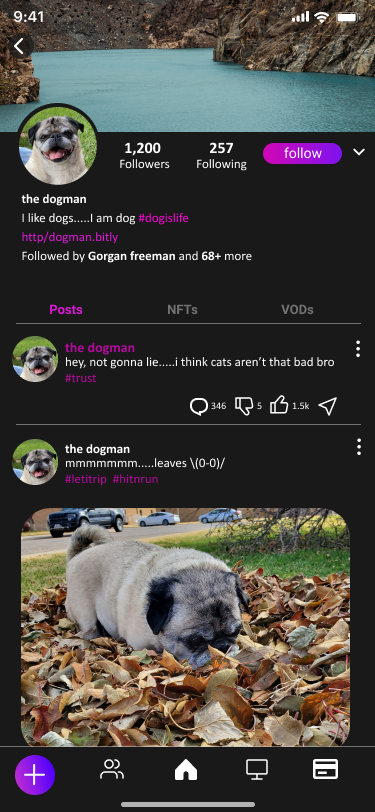 9:41
1,200 257 follow
Followers Following
the dogman
I like dogs.....I am dog #dogislife
http/dogman.bitly
Followed by Gorgan freeman and 68+ more
Posts NFTs VODs
the dogman
hey, not gonna lie.....i think cats aren't that bad bro
#trust
346 5 1.5k
the dogman
mmmmmmm.....leaves \(0-0)/
#letitrip #hitnrun